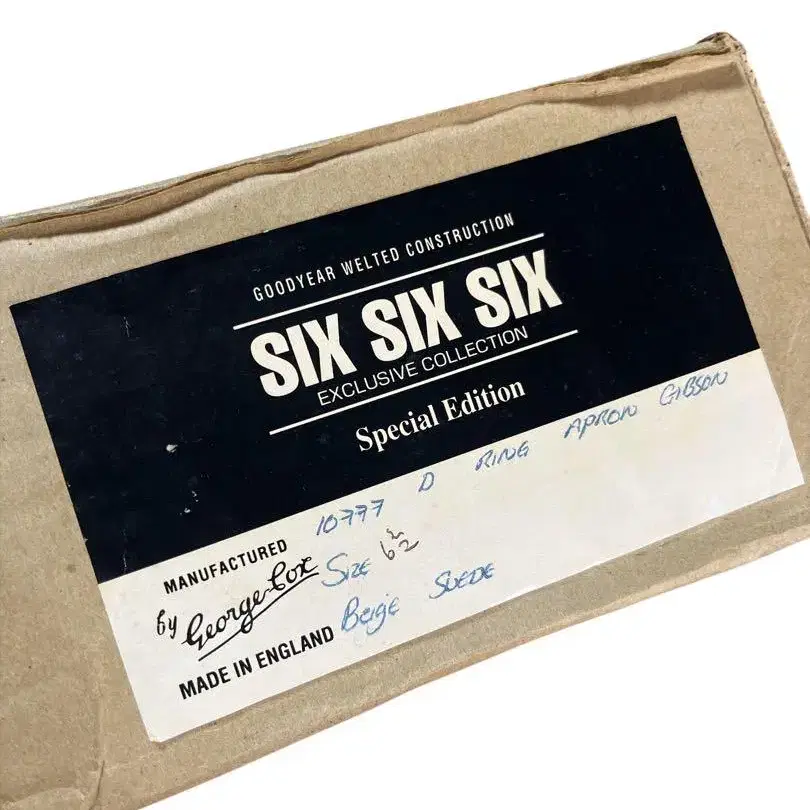 GOODYEAR WELTED CONSTRUCTION
SIX SIX SIX
EXCLUSIVE COLLECTION
Special Edition
10777 D RING APRON GIBSON
MANUFACTURED
by George Cox Size 6½
MADE IN ENGLAND Beige SUEDE